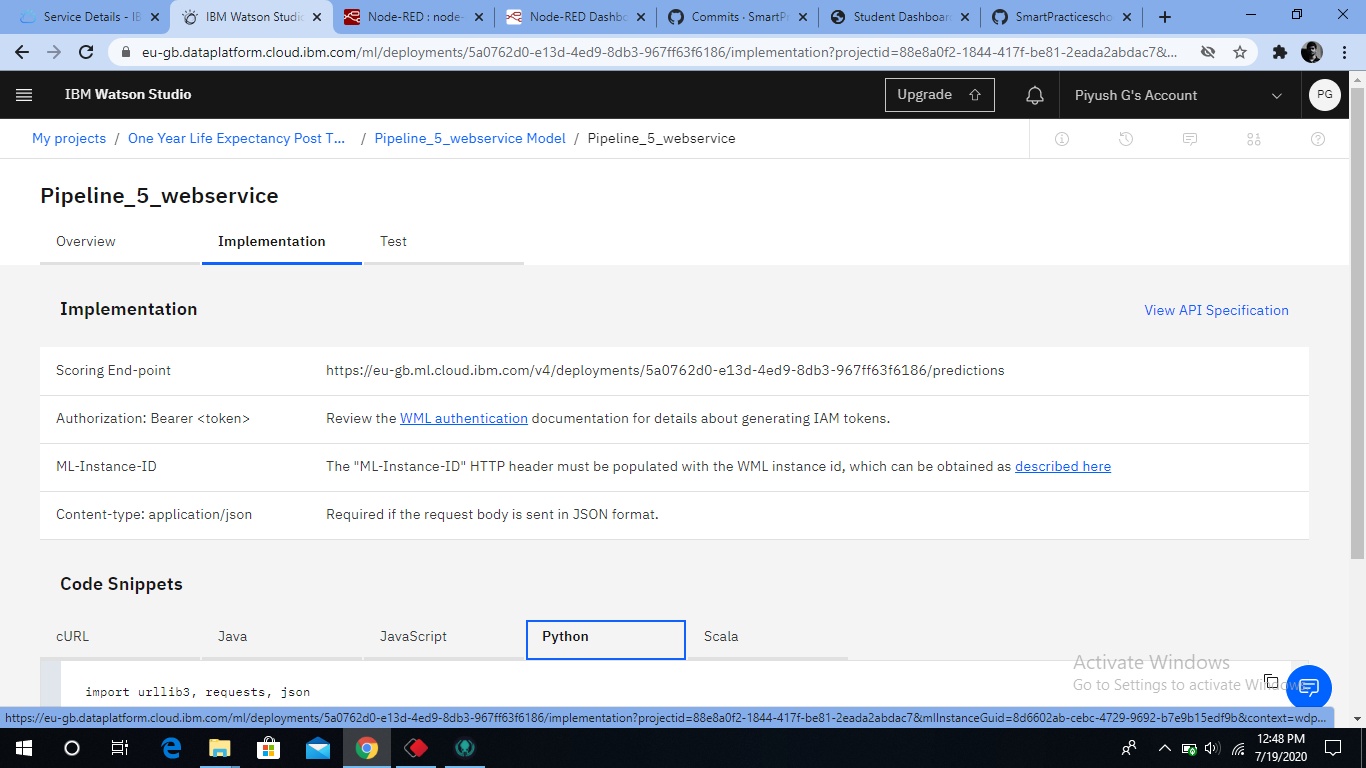 Service Details - IB
IBM Watson Studio
Node-RED : node-
Node-RED Dashbo
Commits · SmartPr
Student Dashboar
SmartPracticescho
eu-gb.dataplatform.cloud.ibm.com/ml/deployments/5a0762d0-e13d-4ed9-8db3-967ff63f6186/implementation?projectid=88e8a0f2-1844-417f-be81-2eada2abdac7&...
IBM Watson Studio
Upgrade
Piyush G's Account
PG
My projects / One Year Life Expectancy Post T... / Pipeline_5_webservice Model / Pipeline_5_webservice
Pipeline_5_webservice
Overview
Implementation
Test
Implementation
View API Specification
Scoring End-point
https://eu-gb.ml.cloud.ibm.com/v4/deployments/5a0762d0-e13d-4ed9-8db3-967ff63f6186/predictions
Authorization: Bearer <token>
Review the WML authentication documentation for details about generating IAM tokens.
ML-Instance-ID
The "ML-Instance-ID" HTTP header must be populated with the WML instance id, which can be obtained as described here
Content-type: application/json
Required if the request body is sent in JSON format.
Code Snippets
cURL
Java
JavaScript
Python
Scala
import urllib3, requests, json
Activate Windows
Go to Settings to activate Windows.
https://eu-gb.dataplatform.cloud.ibm.com/ml/deployments/5a0762d0-e13d-4ed9-8db3-967ff63f6186/implementation?projectid=88e8a0f2-1844-417f-be81-2eada2abdac7&mlInstanceGuid=8d6602ab-cebc-4729-9692-b7e9b15edf9b&context=wdp...
12:48 PM
7/19/2020